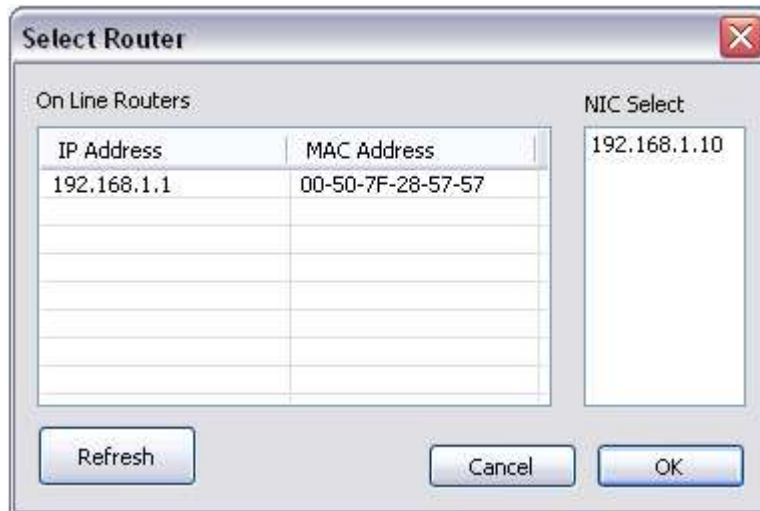 Select Router
On Line Routers
NIC Select
IP Address MAC Address
192.168.1.1 00-50-7F-28-57-57
192.168.1.10
Refresh
Cancel
OK